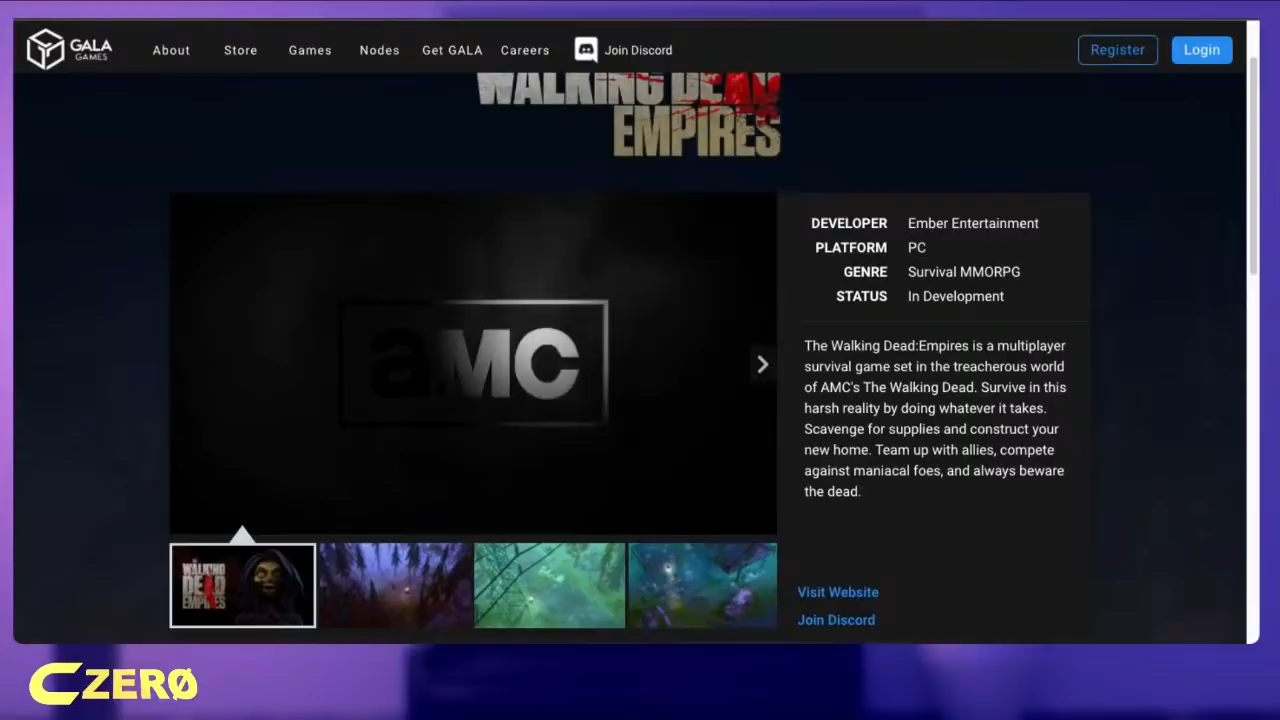 GALA
GAMES
About
Store
Games
Nodes
Get GALA
Careers
Join Discord
Register
Login
WALKING DEAD
EMPIRES
aMC
DEVELOPER Ember Entertainment
PLATFORM PC
GENRE Survival MMORPG
STATUS In Development
The Walking Dead:Empires is a multiplayer
survival game set in the treacherous world
of AMC's The Walking Dead. Survive in this
harsh reality by doing whatever it takes.
Scavenge for supplies and construct your
new home. Team up with allies, compete
against maniacal foes, and always beware
the dead.
WALKING
DEAD
EMPIRES
Visit Website
Join Discord
CZERØ